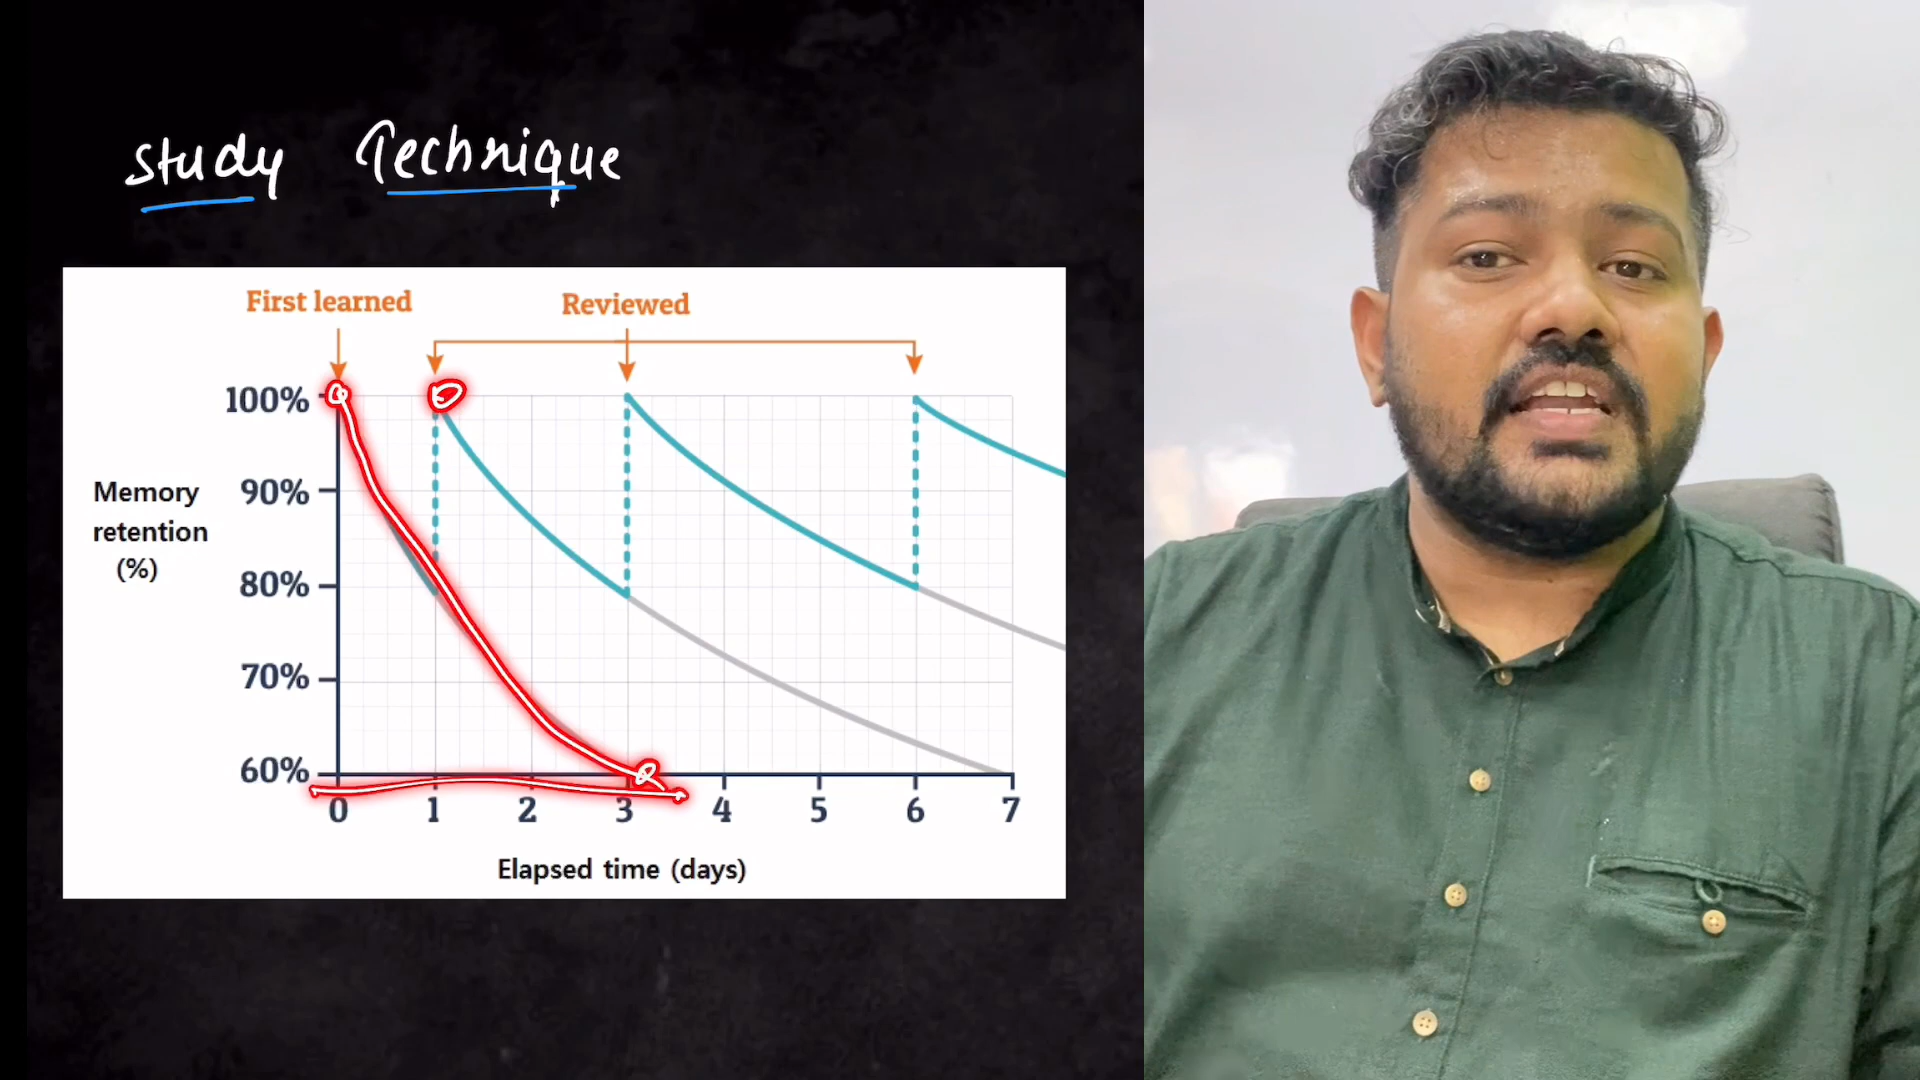 study Technique
First learned
Reviewed
100%
90%
80%
70%
60%
Memory
retention
(%)
0 1 2 3 4 5 6 7
Elapsed time (days)